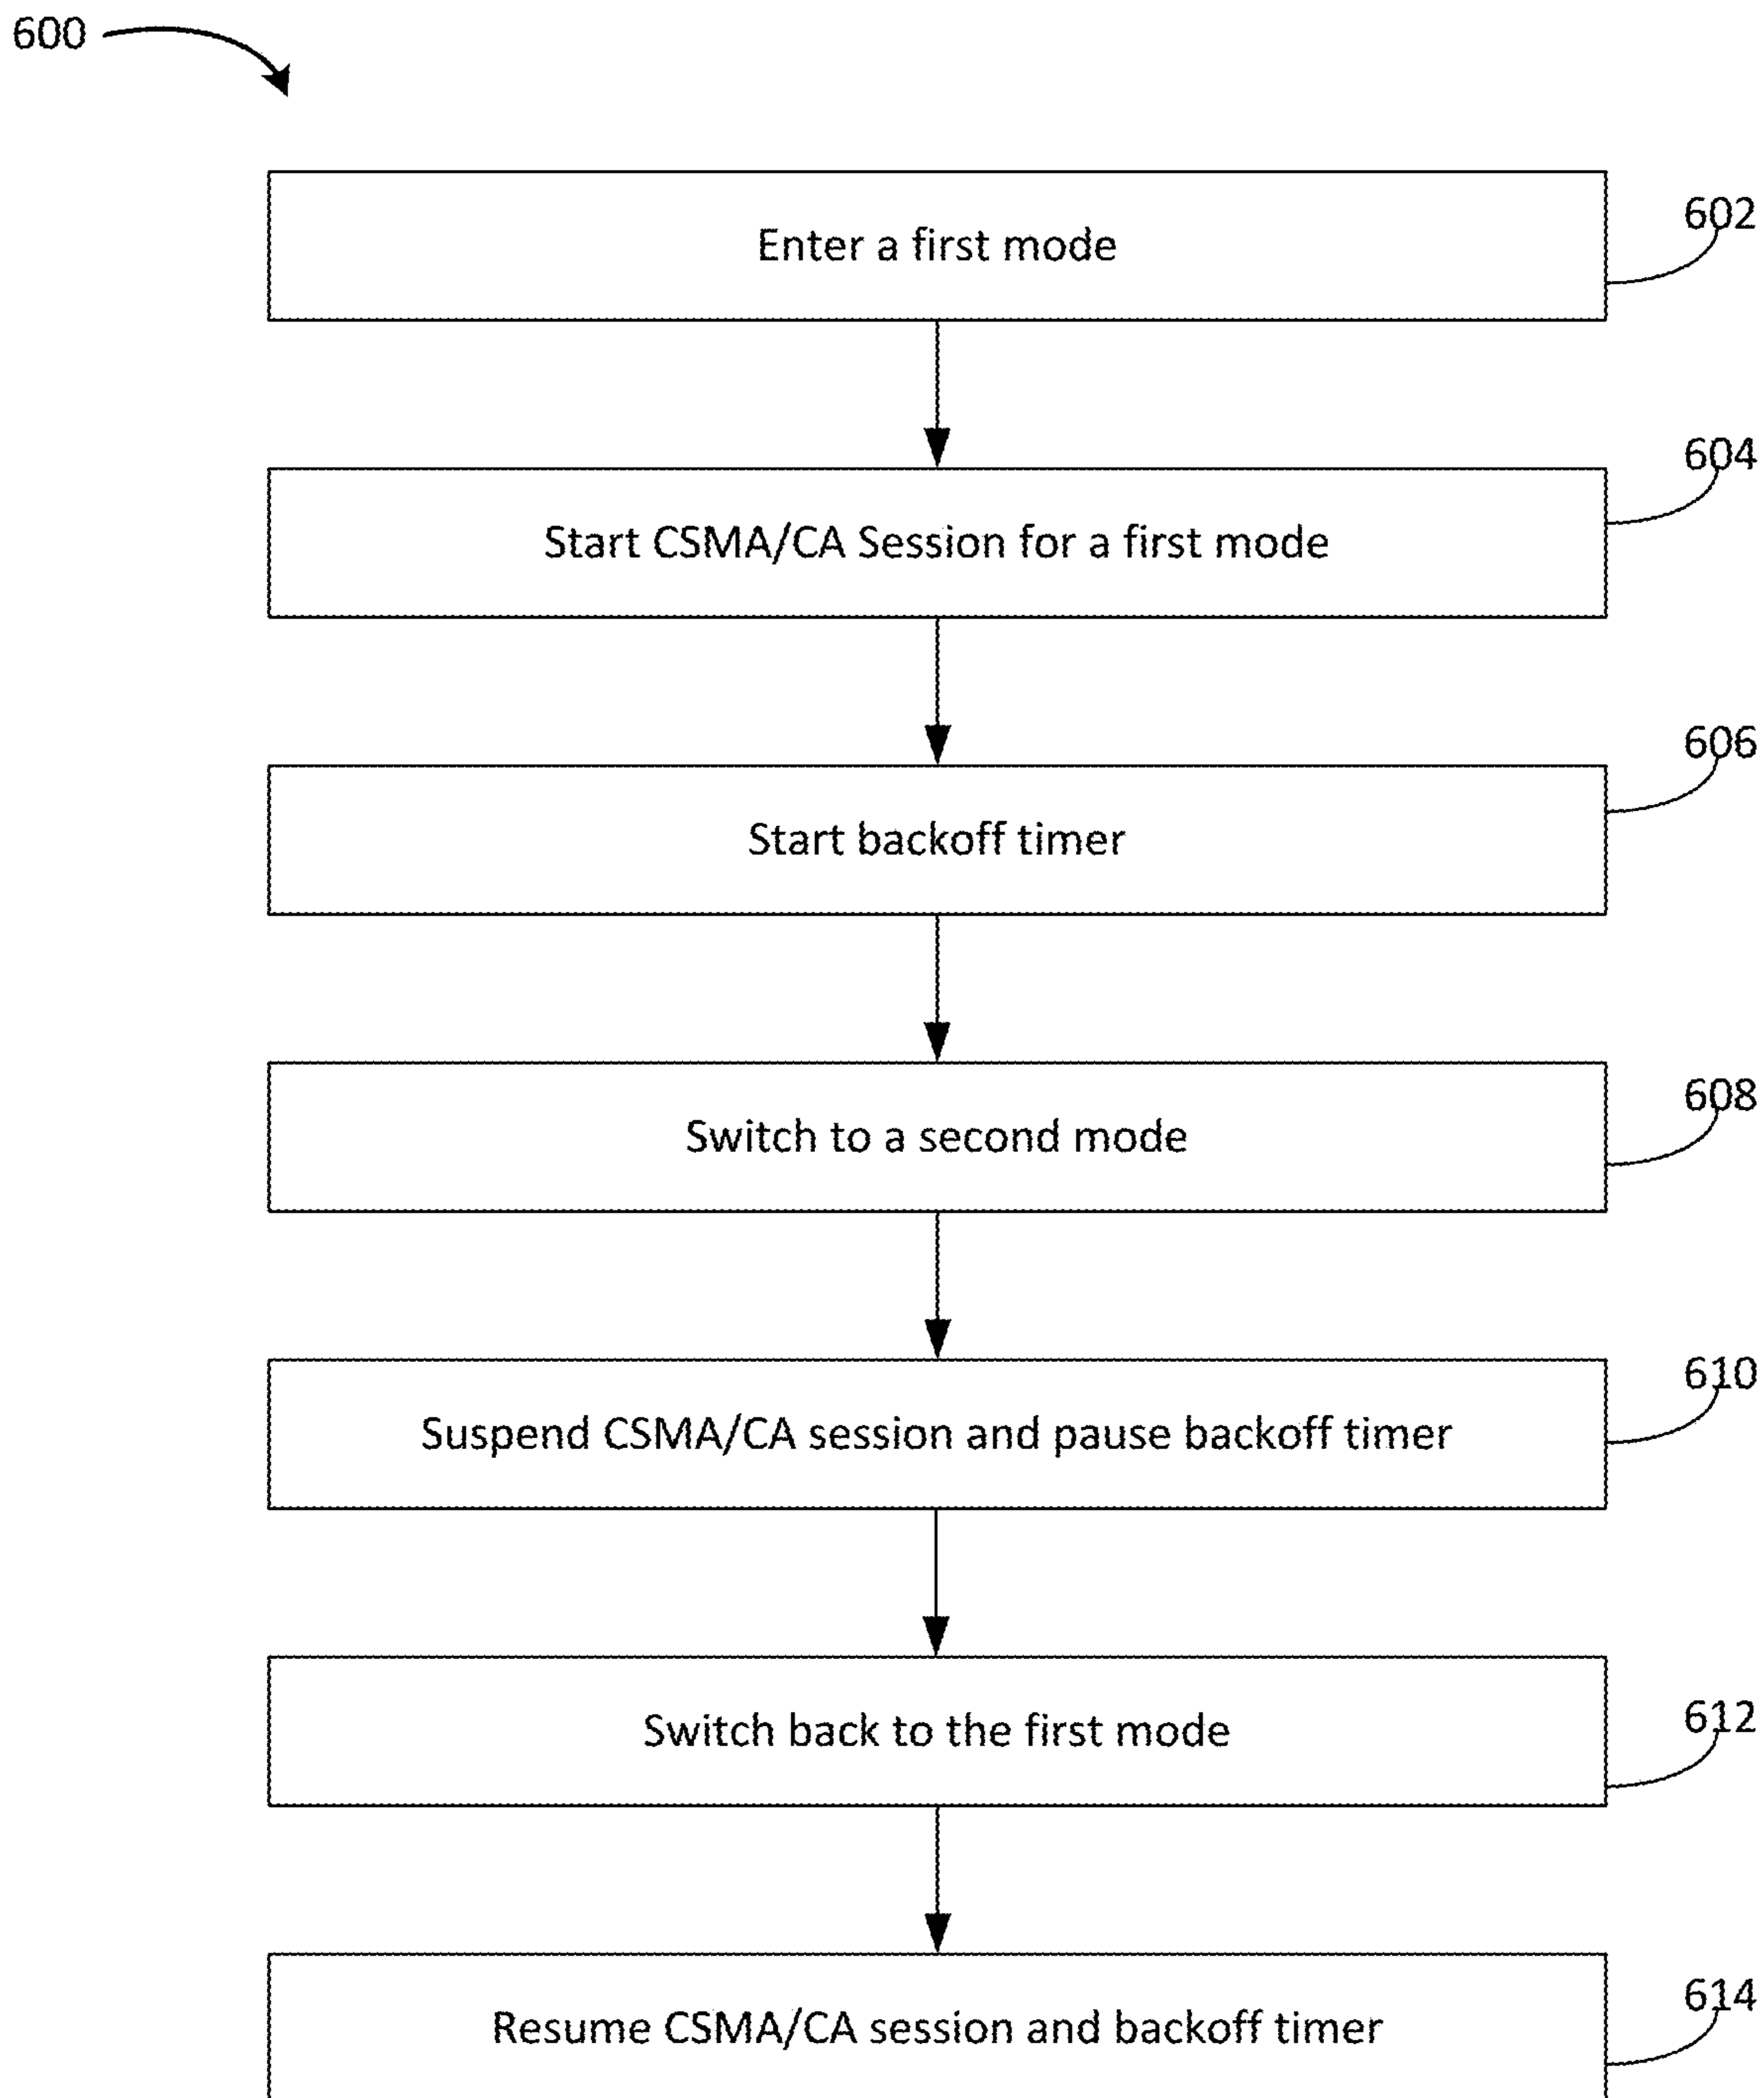 600
Enter a first mode
602
Start CSMA/CA Session for a first mode
604
Start backoff timer
606
Switch to a second mode
608
Suspend CSMA/CA session and pause backoff timer
610
Switch back to the first mode
612
Resume CSMA/CA session and backoff timer
614